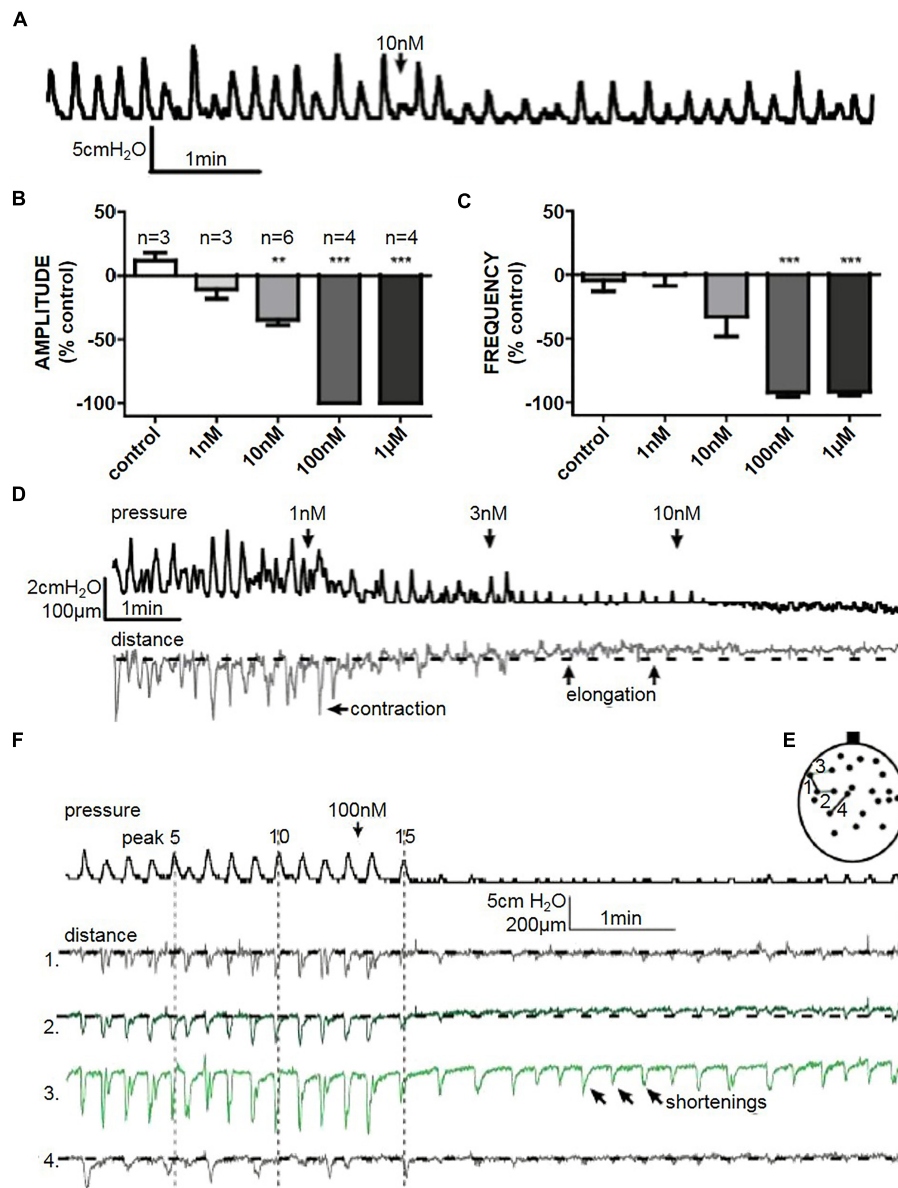 A
10nM
5cmH2O
1min
B
50
n=3 n=3 n=6 n=4 n=4
** *** ***
0
-50
-100
AMPLITUDE
(% control)
control 1nM 10nM 100nM 1µM
C
50
*** ***
0
-50
-100
FREQUENCY
(% control)
control 1nM 10nM 100nM 1µM
D
pressure
1nM 3nM 10nM
2cmH2O
100µm
1min
distance
contraction
elongation
F
E
3
1
2
4
pressure
100nM
peak 5 10 15
5cm H2O
200µm
1min
distance
1.
2.
3.
shortenings
4.